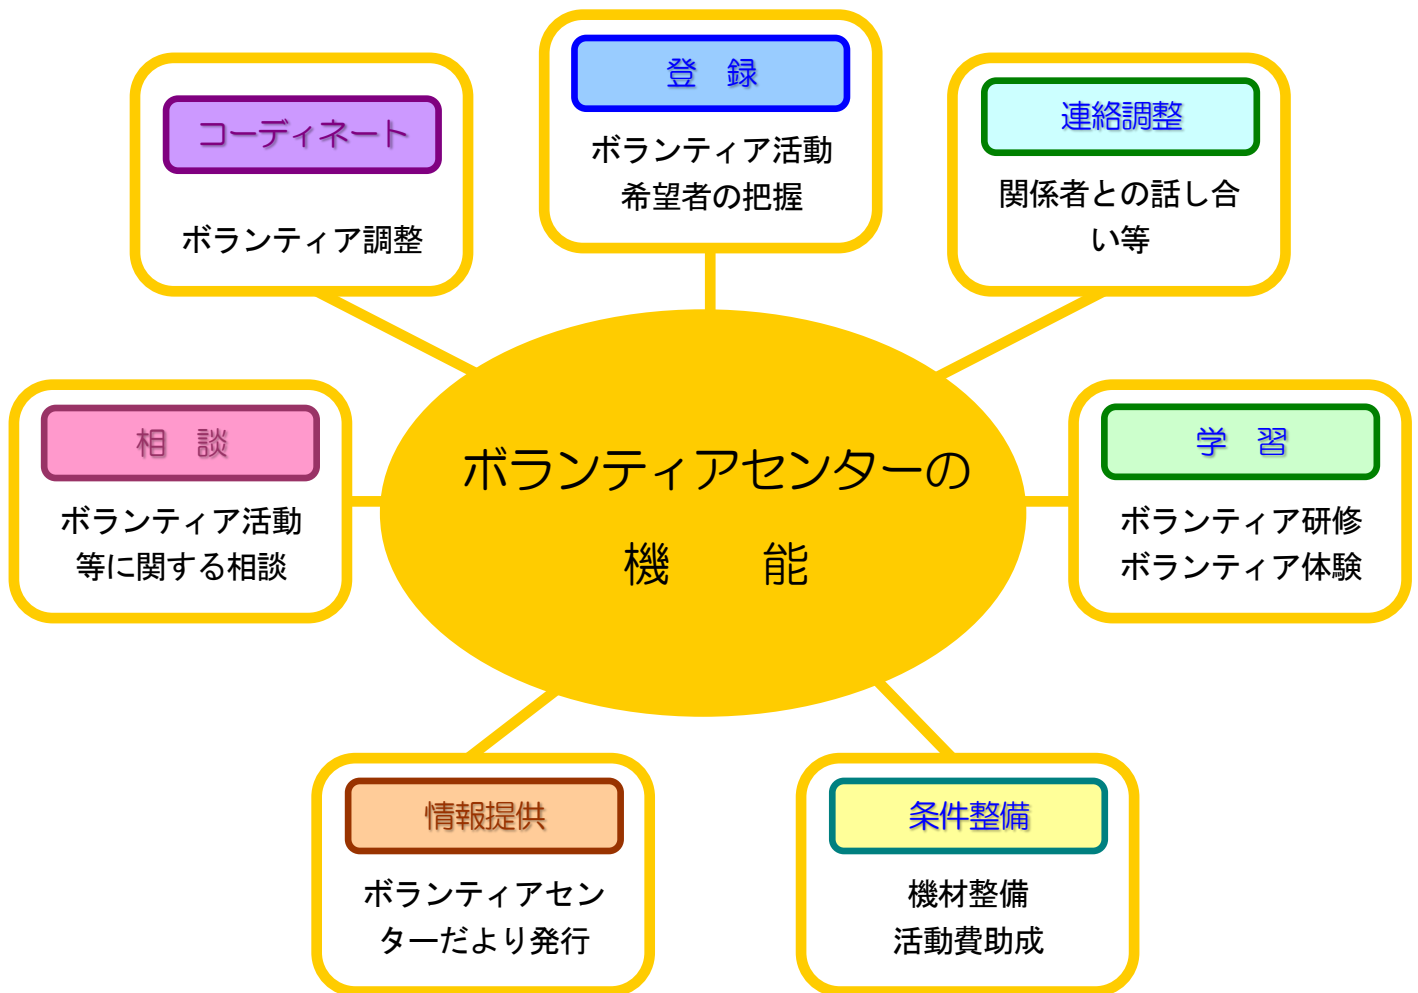 登　録
ボランティア活動
希望者の把握
コーディネート
ボランティア調整
連絡調整
関係者との話し合
い等
相　談
ボランティア活動
等に関する相談
ボランティアセンターの
機　　能
学　習
ボランティア研修
ボランティア体験
情報提供
ボランティアセン
ターだより発行
条件整備
機材整備
活動費助成